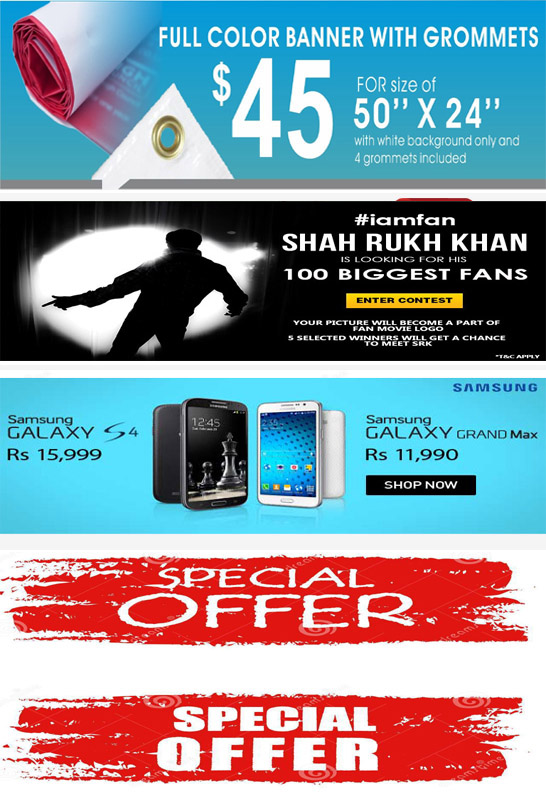 FULL COLOR BANNER WITH GROMMETS
$45
FOR size of
50’’ X 24’’
with white background only and
4 grommets included
#iamfan
SHAH RUKH KHAN
IS LOOKING FOR HIS
100 BIGGEST FANS
ENTER CONTEST
YOUR PICTURE WILL BECOME A PART OF
FAN MOVIE LOGO
5 SELECTED WINNERS WILL GET A CHANCE
TO MEET SRK
*T&C APPLY
SAMSUNG
Samsung
GALAXY S4
Rs 15,999
SAMSUNG
12:45
Samsung
GALAXY GRAND Max
Rs 11,990
SHOP NOW
SPECIAL
OFFER
SPECIAL
OFFER